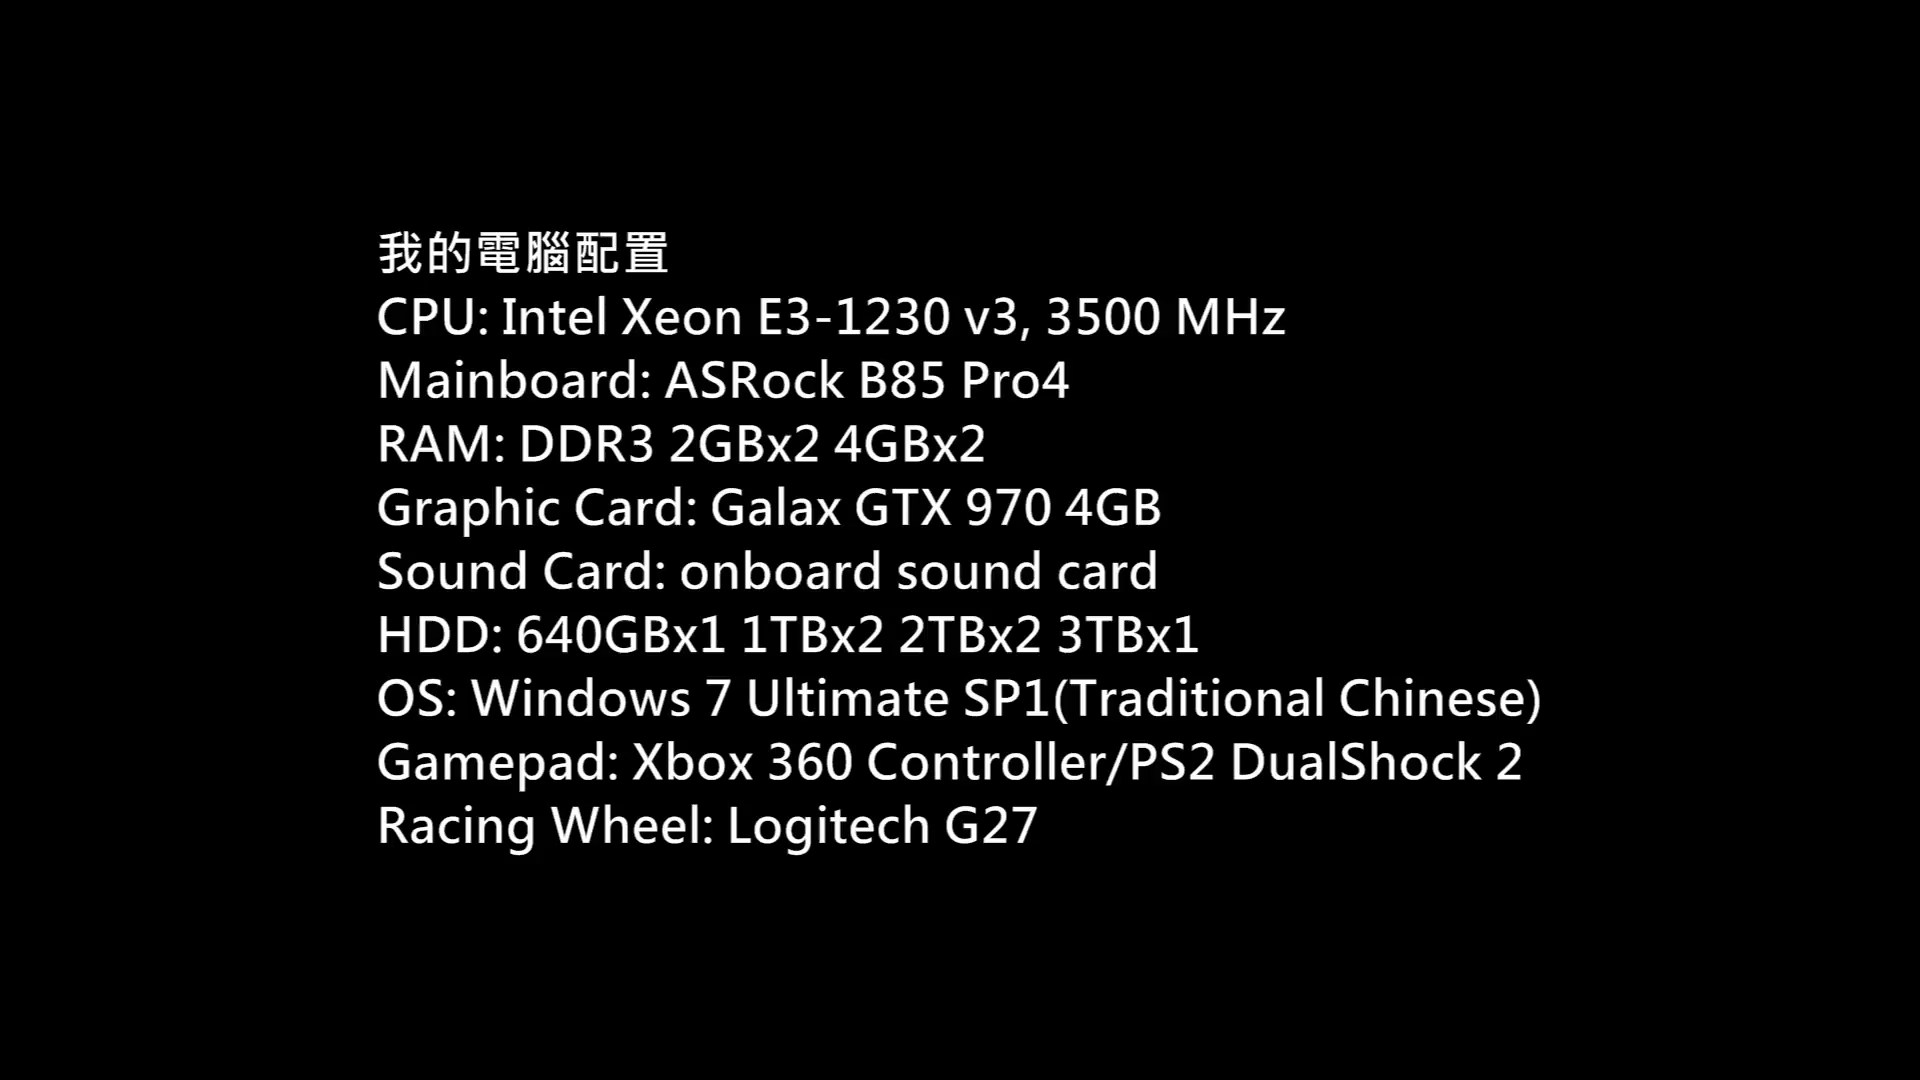 我的電腦配置
CPU: Intel Xeon E3-1230 v3, 3500 MHz
Mainboard: ASRock B85 Pro4
RAM: DDR3 2GBx2 4GBx2
Graphic Card: Galax GTX 970 4GB
Sound Card: onboard sound card
HDD: 640GBx1 1TBx2 2TBx2 3TBx1
OS: Windows 7 Ultimate SP1(Traditional Chinese)
Gamepad: Xbox 360 Controller/PS2 DualShock 2
Racing Wheel: Logitech G27